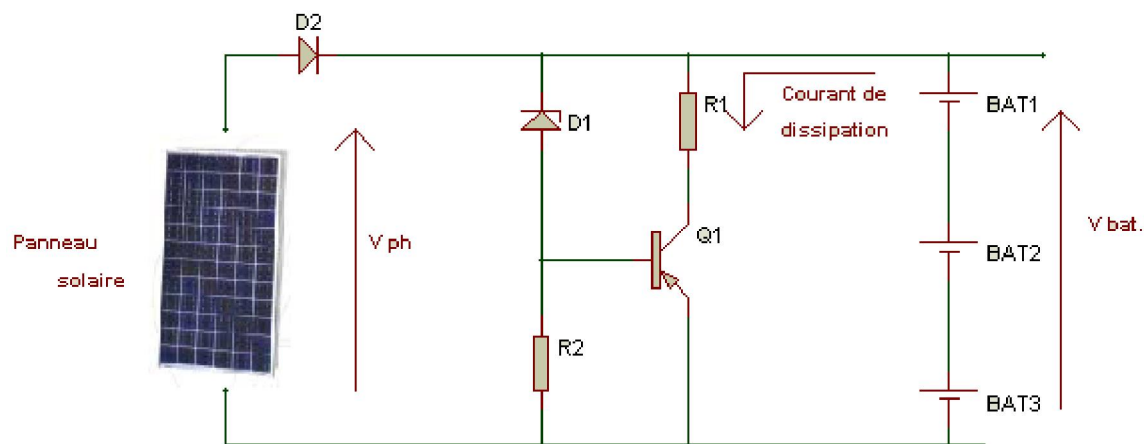 D2
R1
Courant de
dissipation
BAT1
D1
Panneau
solaire
V ph
Q1
BAT2
V bat.
R2
BAT3